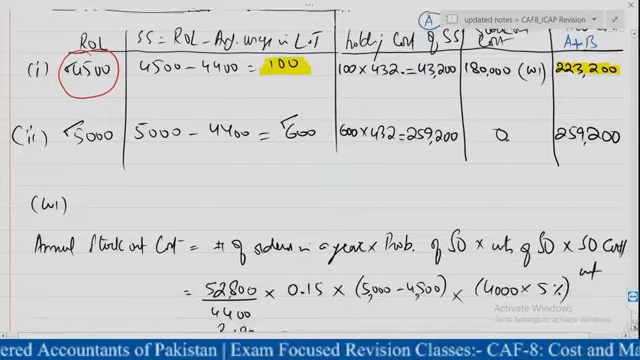 updated notes - CAF8_ICAP Revision
A
ROL | SS = ROL - Avg. usage in L.T | Holding Cost of SS | Cost | A+B
(i) 4500 | 4500 - 4400 = 100 | 100 x 432 = 43,200 | 180,000 (W1) | 223,200
(ii) 5000 | 5000 - 4400 = 600 | 600 x 432 = 259,200 | 0 | 259,200
(W1)
Annual Stock out Cost = # of orders in a year x Prob. of SO x units of SO x SO Cost/
unit
= 52,800 x 0.15 x (5,000 - 4,500) x (4000 x 5%)
4400
Activate Windows
Go to Settings to activate Windows.
ered Accountants of Pakistan | Exam Focused Revision Classes:- CAF-8: Cost and M